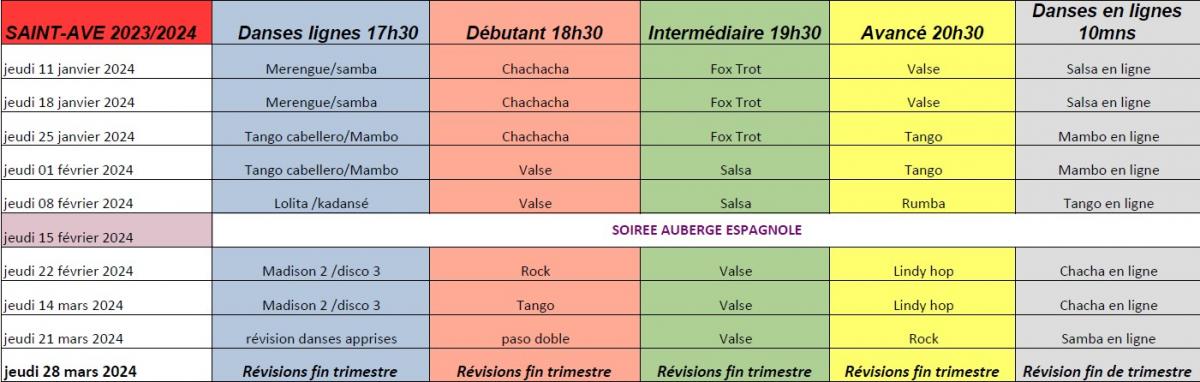 SAINT-AVE 2023/2024 Danses lignes 17h30 Débutant 18h30 Intermédiaire 19h30 Avancé 20h30 Danses en lignes 10mns
jeudi 11 janvier 2024 Merengue/samba Chachacha Fox Trot Valse Salsa en ligne
jeudi 18 janvier 2024 Merengue/samba Chachacha Fox Trot Valse Salsa en ligne
jeudi 25 janvier 2024 Tango cabellero/Mambo Chachacha Fox Trot Tango Mambo en ligne
jeudi 01 février 2024 Tango cabellero/Mambo Valse Salsa Tango Mambo en ligne
jeudi 08 février 2024 Lolita /kadansé Valse Salsa Rumba Tango en ligne
jeudi 15 février 2024 SOIREE AUBERGE ESPAGNOLE
jeudi 22 février 2024 Madison 2 /disco 3 Rock Valse Lindy hop Chacha en ligne
jeudi 14 mars 2024 Madison 2 /disco 3 Tango Valse Lindy hop Chacha en ligne
jeudi 21 mars 2024 révision danses apprises paso doble Valse Rock Samba en ligne
jeudi 28 mars 2024 Révisions fin trimestre Révisions fin trimestre Révisions fin trimestre Révisions fin trimestre Révision fin de trimestre